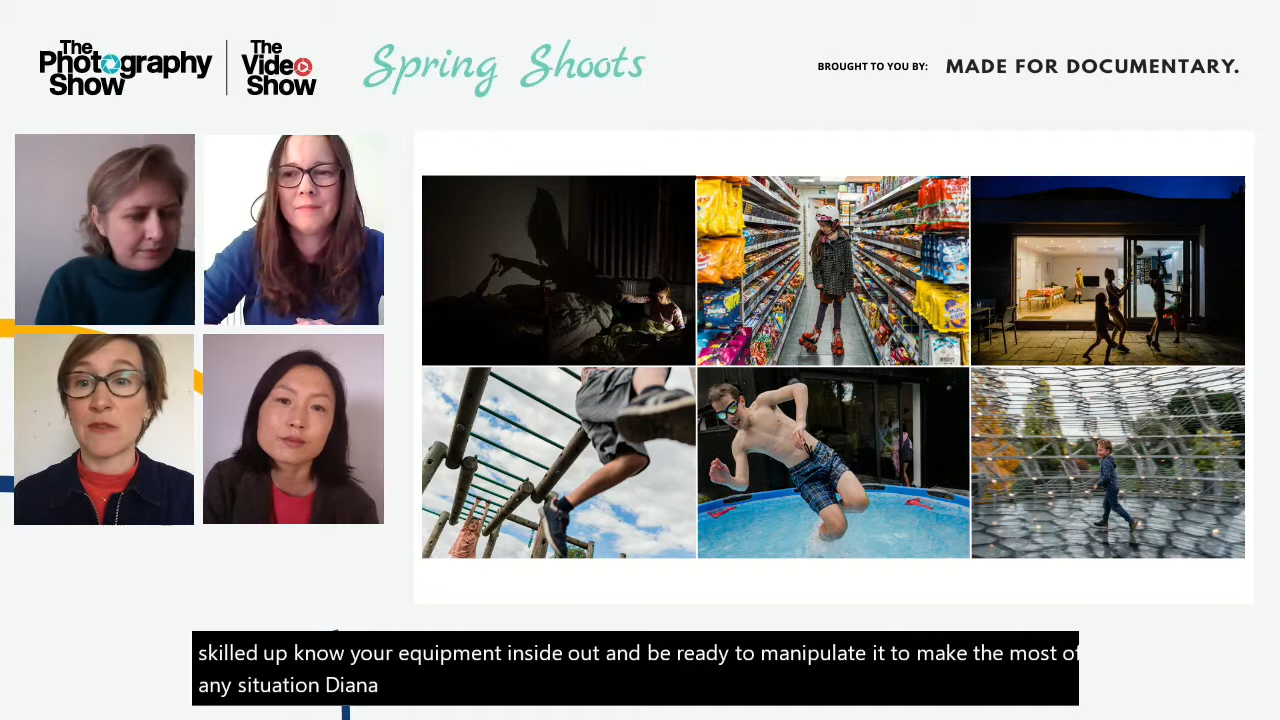 The
Photography
Show
The
Video
Show
Spring Shoots
BROUGHT TO YOU BY: MADE FOR DOCUMENTARY.
skilled up know your equipment inside out and be ready to manipulate it to make the most of
any situation Diana